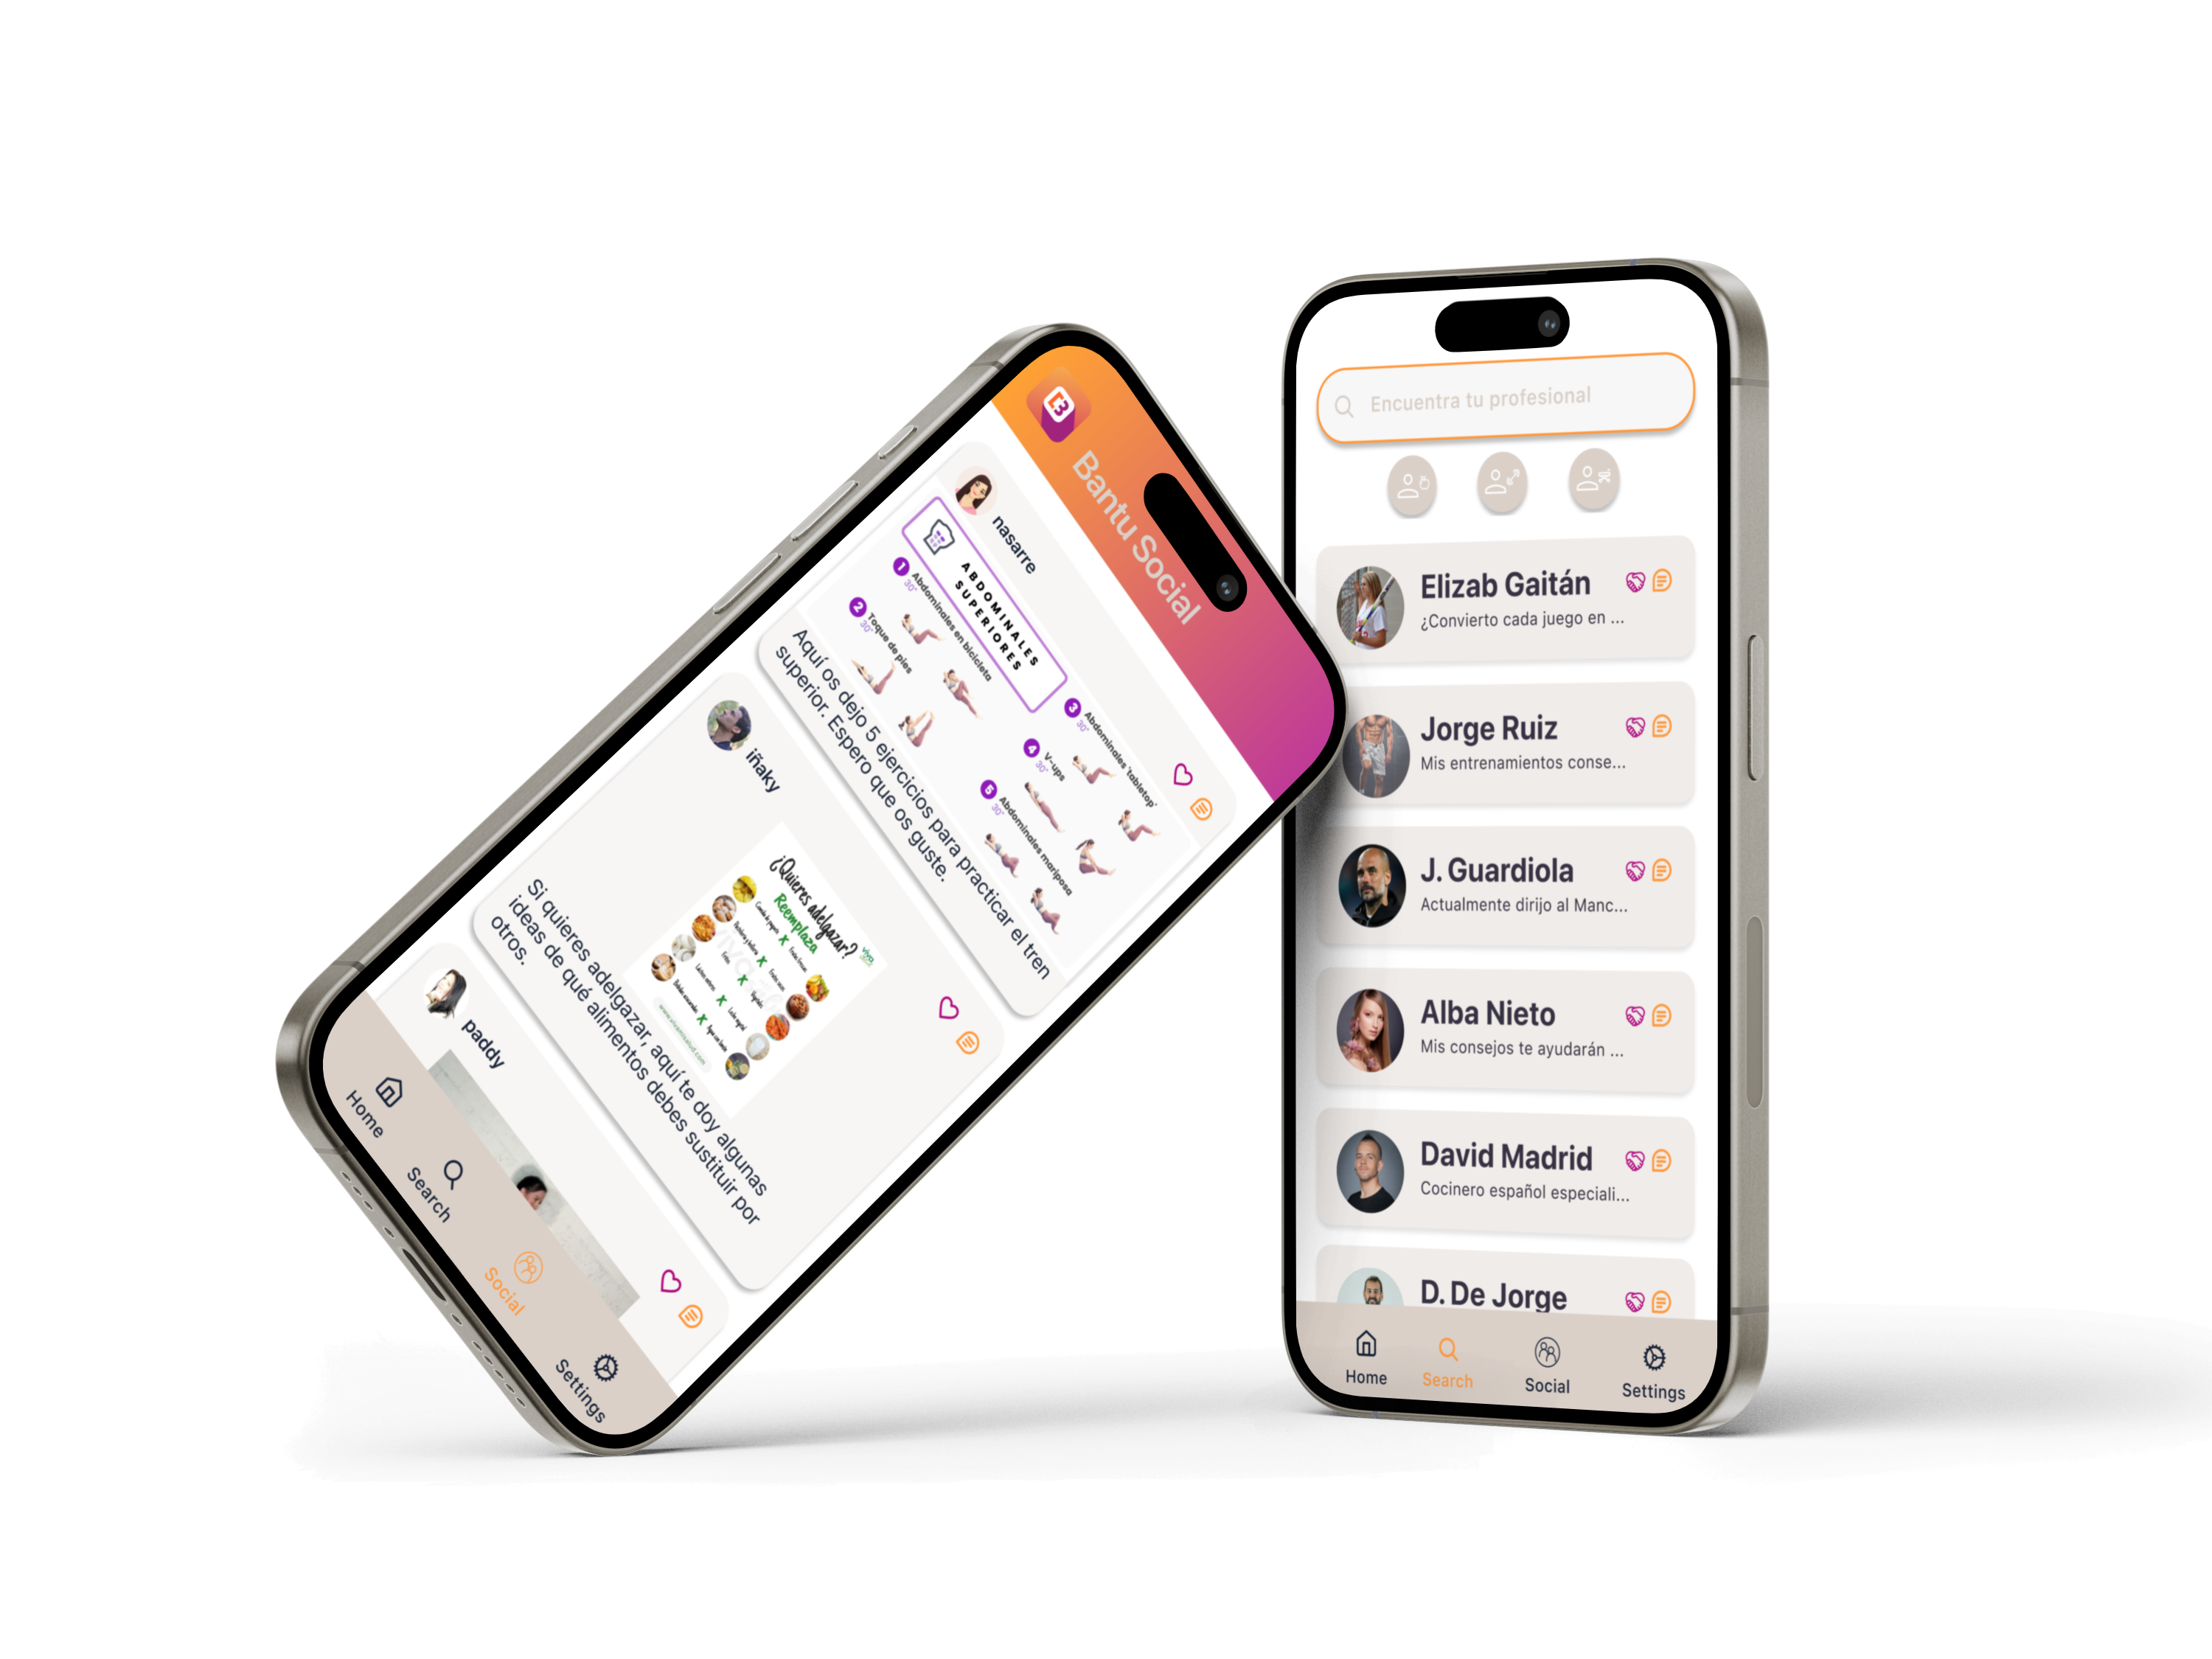 Bantu Social
nasarre
ABDOMINALES
SUPERIORES
1 Abdominales en bicicleta
30"
2 Toque de pies
30"
3 Abdominales 'tabletop'
30"
4 V-ups
30"
5 Abdominales mariposa
30"
Aquí os dejo 5 ejercicios para practicar el tren
superior. Espero que os guste.
iñaky
¿Quieres adelgazar?
Reemplaza
Si quieres adelgazar, aquí te doy algunas
ideas de qué alimentos debes sustituir por
otros.
paddy
Home
Search
Social
Settings
Encuentra tu profesional
Elizab Gaitán
¿Convierto cada juego en ...
Jorge Ruiz
Mis entrenamientos conse...
J. Guardiola
Actualmente dirijo al Manc...
Alba Nieto
Mis consejos te ayudarán ...
David Madrid
Cocinero español especiali...
D. De Jorge
Home
Search
Social
Settings